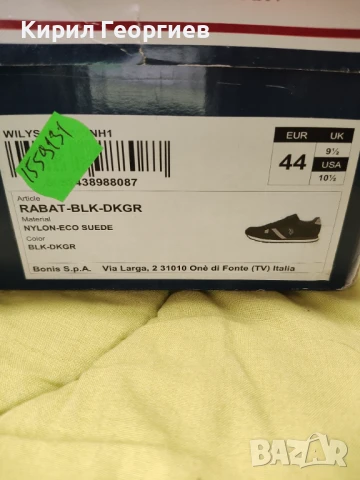 Кирил Георгиев
1559131
438988087
EUR
UK
44
9½
USA
10½
Article
RABAT-BLK-DKGR
Material
NYLON-ECO SUEDE
Color
BLK-DKGR
Bonis S.p.A. Via Larga, 2 31010 Onè di Fonte (TV) Italia
BAZAR